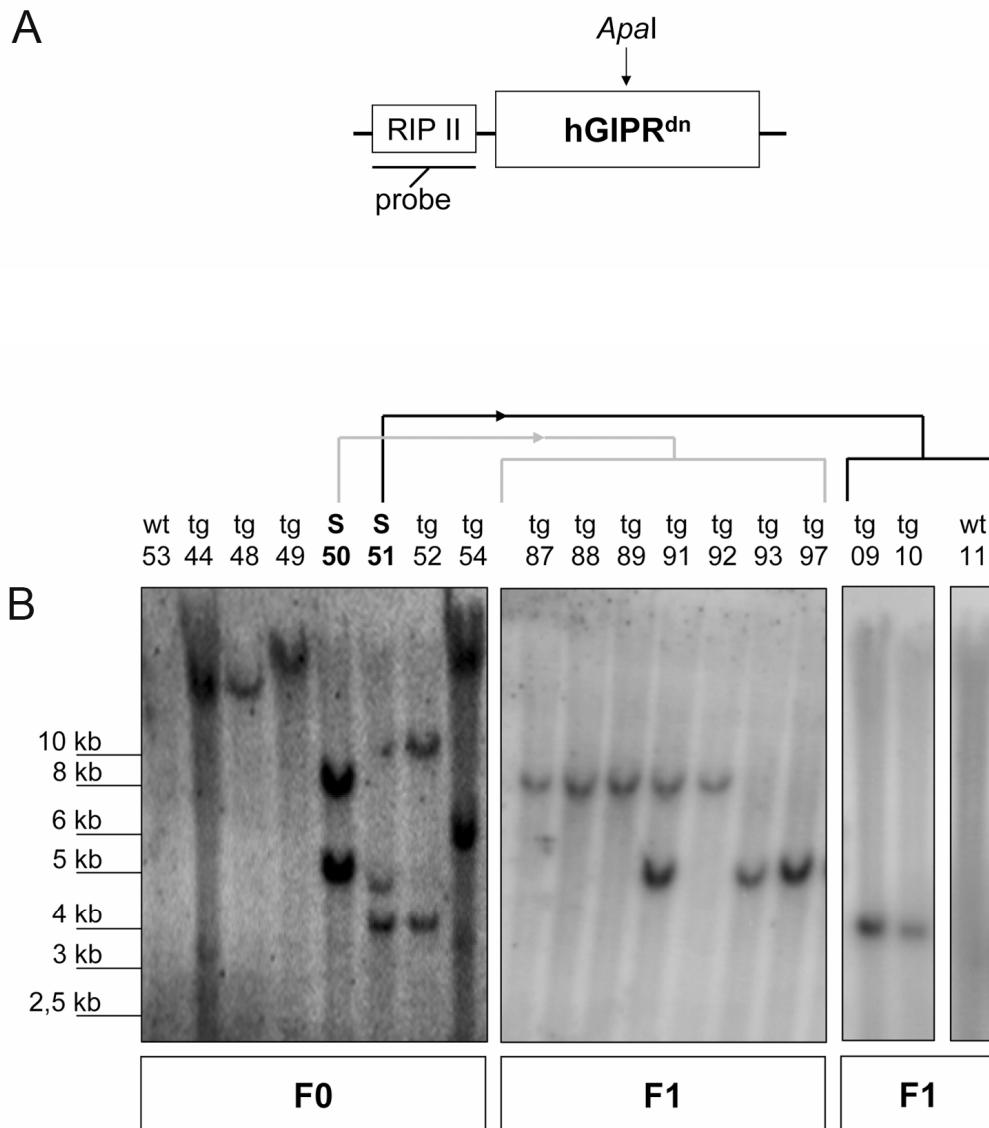 A
ApaI
RIP II
hGIPRdn
probe
wt tg tg tg S S tg tg tg tg tg tg tg tg tg tg tg wt
53 44 48 49 50 51 52 54 87 88 89 91 92 93 97 09 10 11
B
10 kb
8 kb
6 kb
5 kb
4 kb
3 kb
2,5 kb
F0 F1 F1